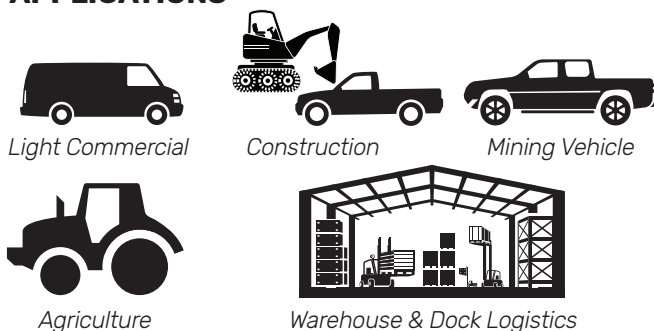 APPLICATIONS
Light Commercial
Construction
Mining Vehicle
Agriculture
Warehouse & Dock Logistics